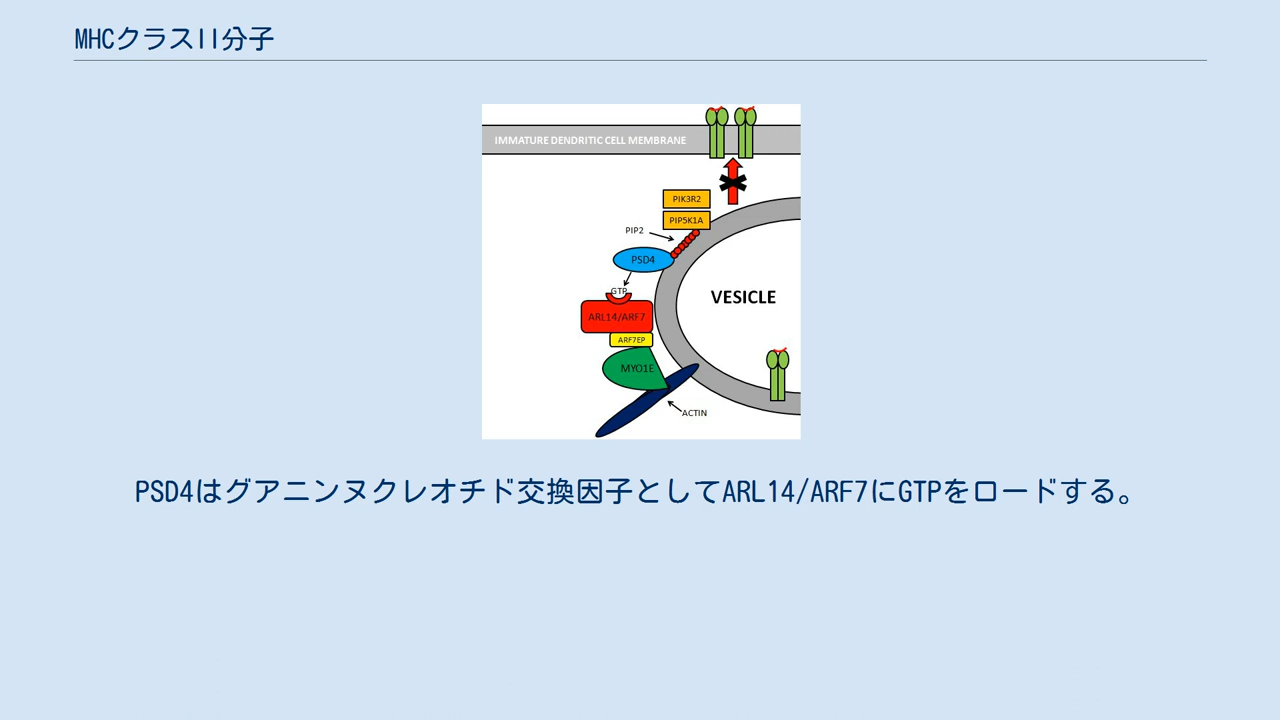 MHCクラスII分子
IMMATURE DENDRITIC CELL MEMBRANE
PIK3R2
PIP5K1A
PIP2
PSD4
GTP
VESICLE
ARL14/ARF7
ARF7EP
MYO1E
ACTIN
PSD4はグアニンヌクレオチド交換因子としてARL14/ARF7にGTPをロードする。